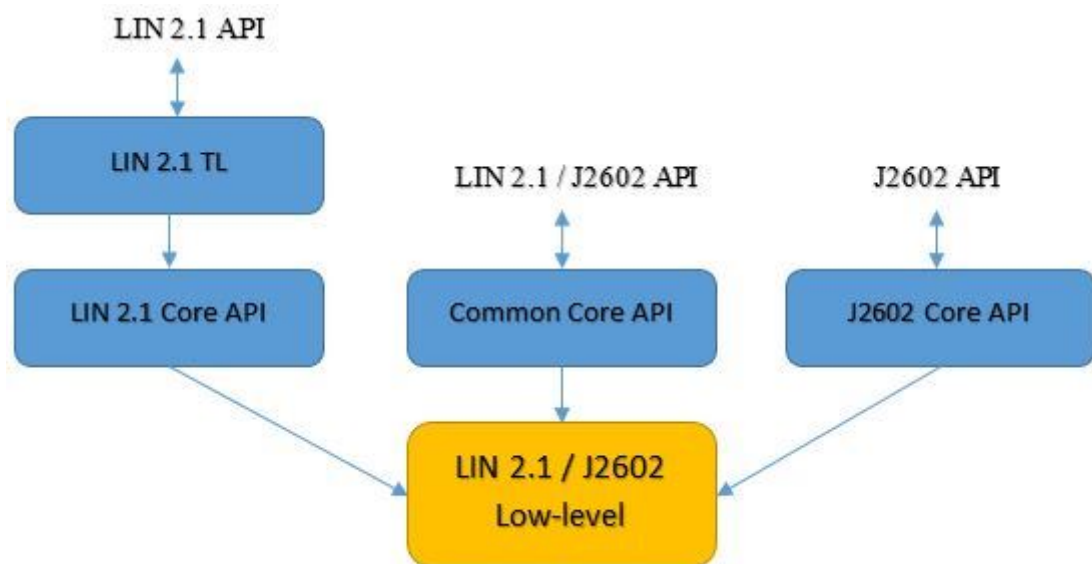 LIN 2.1 API
LIN 2.1 TL
LIN 2.1 / J2602 API
J2602 API
LIN 2.1 Core API
Common Core API
J2602 Core API
LIN 2.1 / J2602
Low-level